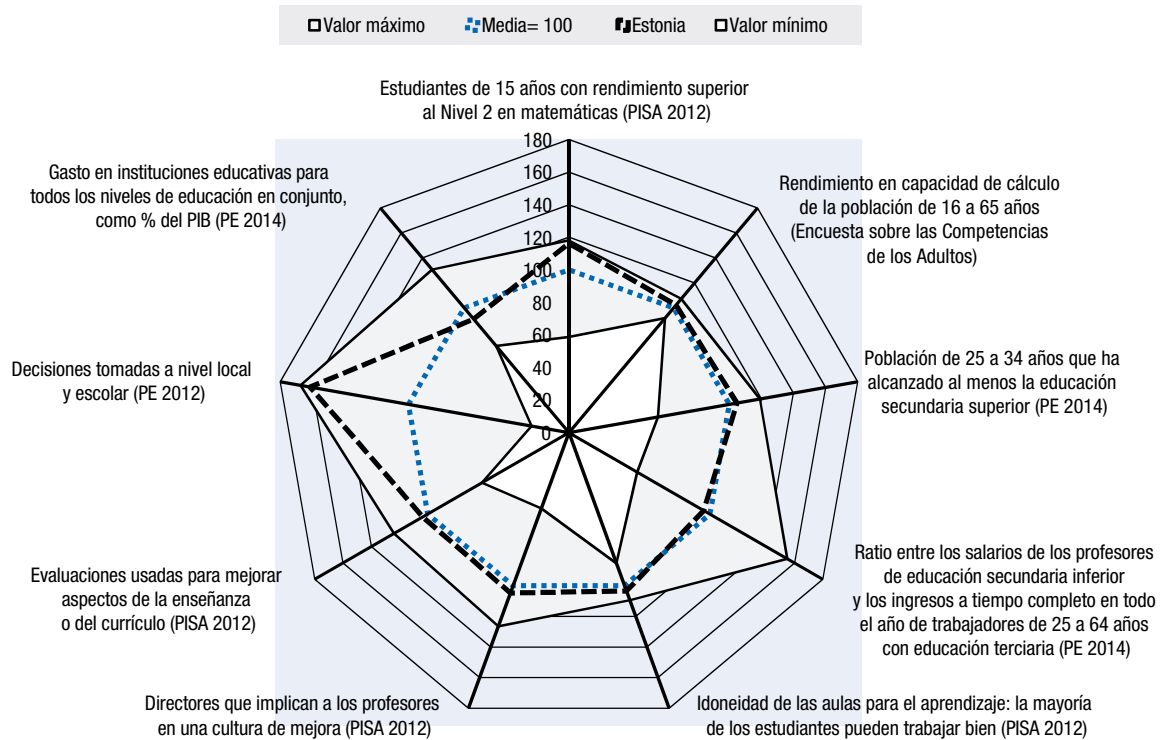 Valor máximo Media= 100 Estonia Valor mínimo
Estudiantes de 15 años con rendimiento superior
al Nivel 2 en matemáticas (PISA 2012)
Gasto en instituciones educativas para
todos los niveles de educación en conjunto,
como % del PIB (PE 2014)
Rendimiento en capacidad de cálculo
de la población de 16 a 65 años
(Encuesta sobre las Competencias
de los Adultos)
180
160
140
120
100
80
60
40
20
0
Decisiones tomadas a nivel local
y escolar (PE 2012)
Población de 25 a 34 años que ha
alcanzado al menos la educación
secundaria superior (PE 2014)
Evaluaciones usadas para mejorar
aspectos de la enseñanza
o del currículo (PISA 2012)
Ratio entre los salarios de los profesores
de educación secundaria inferior
y los ingresos a tiempo completo en todo
el año de trabajadores de 25 a 64 años
con educación terciaria (PE 2014)
Directores que implican a los profesores
en una cultura de mejora (PISA 2012)
Idoneidad de las aulas para el aprendizaje: la mayoría
de los estudiantes pueden trabajar bien (PISA 2012)